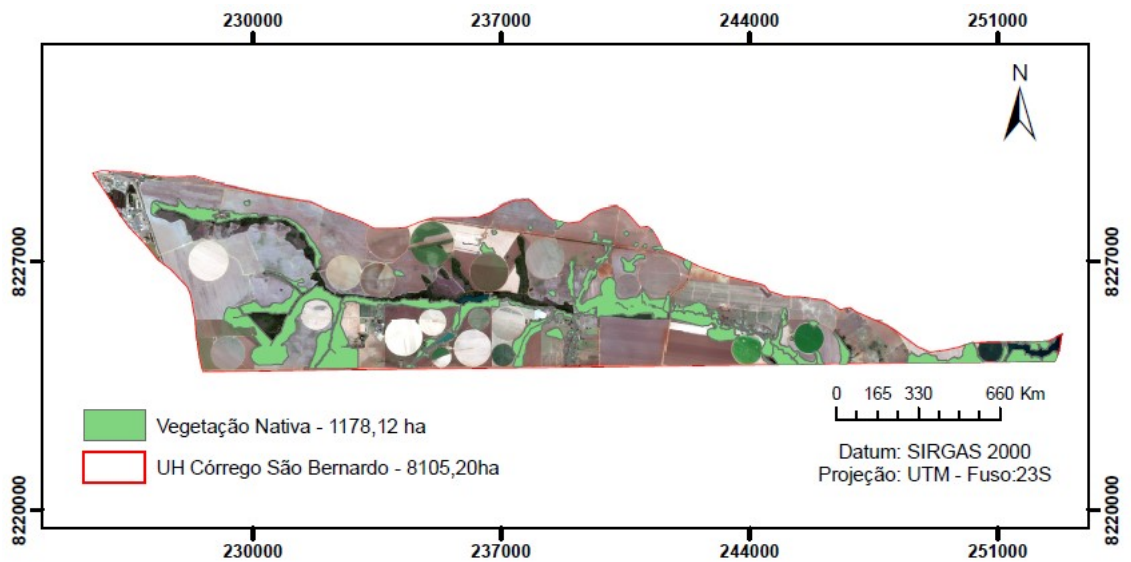 230000 237000 244000 251000
N
8227000 8227000
0 165 330 660 Km
Vegetação Nativa - 1178,12 ha
UH Córrego São Bernardo - 8105,20ha
Datum: SIRGAS 2000
Projeção: UTM - Fuso:23S
8220000 8220000
230000 237000 244000 251000